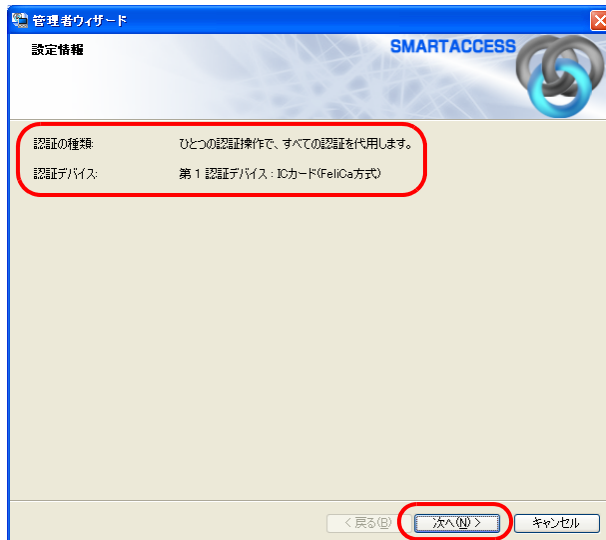 管理者ウィザード
設定情報
SMARTACCESS
認証の種類: ひとつの認証操作で、すべての認証を代用します。
認証デバイス: 第1認証デバイス:ICカード(FeliCa方式)
< 戻る(B) 次へ(N) > キャンセル